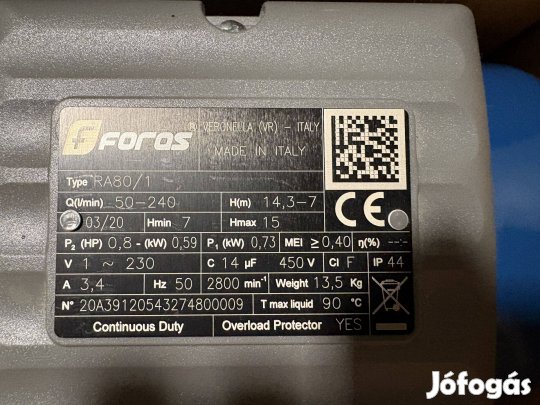 FOROS ® VERONELLA (VR) - ITALY
MADE IN ITALY
Type RA80/1
Q(l/min) 50-240 H(m) 14,3-7
03/20 Hmin 7 Hmax 15
CE
P₂ (HP) 0,8 - (kW) 0,59 P₁ (kW) 0,73 MEI ≥ 0,40 η(%) --.-
V 1 ~ 230 C 14 µF 450 V Cl F IP 44
A 3,4 Hz 50 2800 min⁻¹ Weight 13,5 Kg
N° 20A39120543274800009 T max liquid 90 °C
Continuous Duty Overload Protector YES
Jófogás